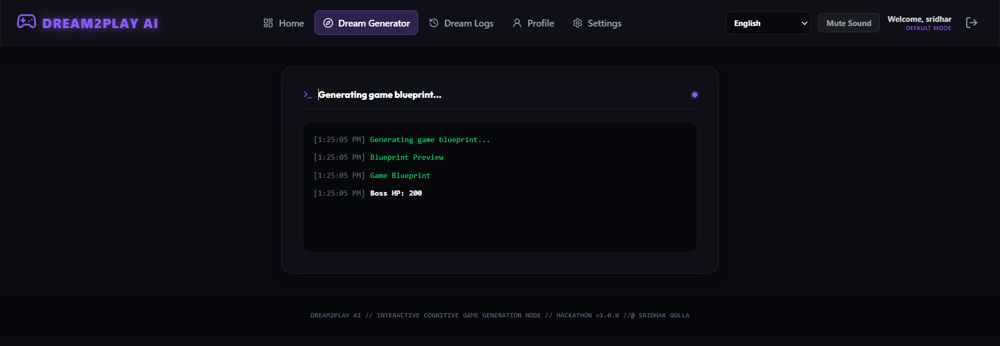 DREAM2PLAY AI
Home
Dream Generator
Dream Logs
Profile
Settings
English
Mute Sound
Welcome, sridhar
DEFAULT MODE
Generating game blueprint...
[1:25:05 PM] Generating game blueprint...
[1:25:05 PM] Blueprint Preview
[1:25:05 PM] Game Blueprint
[1:25:05 PM] Boss HP: 200
DREAM2PLAY AI // INTERACTIVE COGNITIVE GAME GENERATION NODE // HACKATHON v1.0.0 //@ SRIDHAR GOLLA